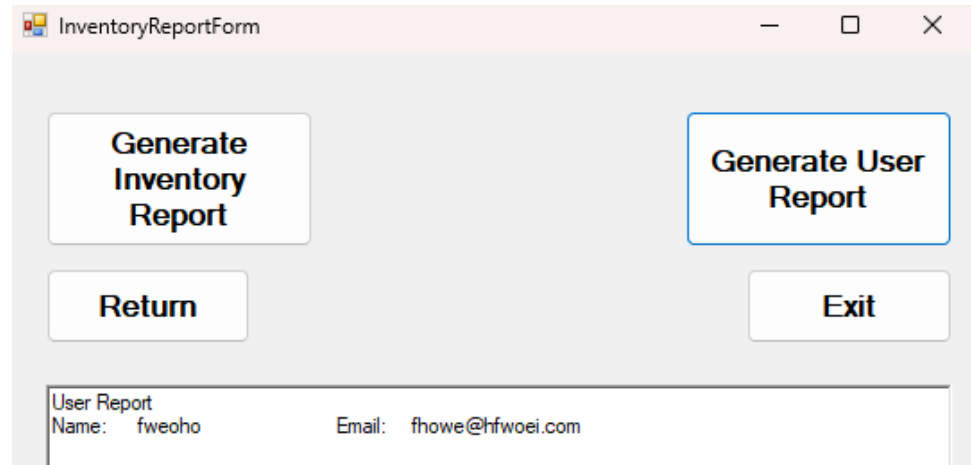 InventoryReportForm
Generate
Inventory
Report
Generate User
Report
Return
Exit
User Report
Name: fweoho Email: fhowe@hfwoei.com